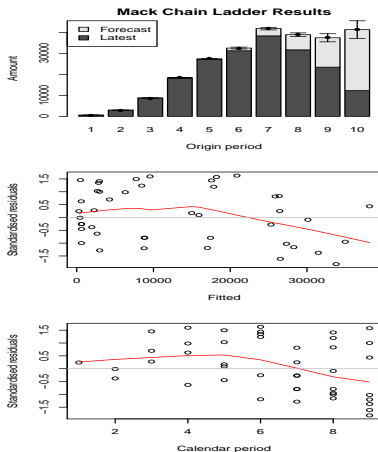 Mack Chain Ladder Results
Forecast
Latest
Amount
0 10000 30000
1 2 3 4 5 6 7 8 9 10
Origin period
Standardised residuals
-1.5 -0.5 0.5 1.5
0 10000 20000 30000
Fitted
Standardised residuals
-1.5 -0.5 0.5 1.5
2 4 6 8
Calendar period